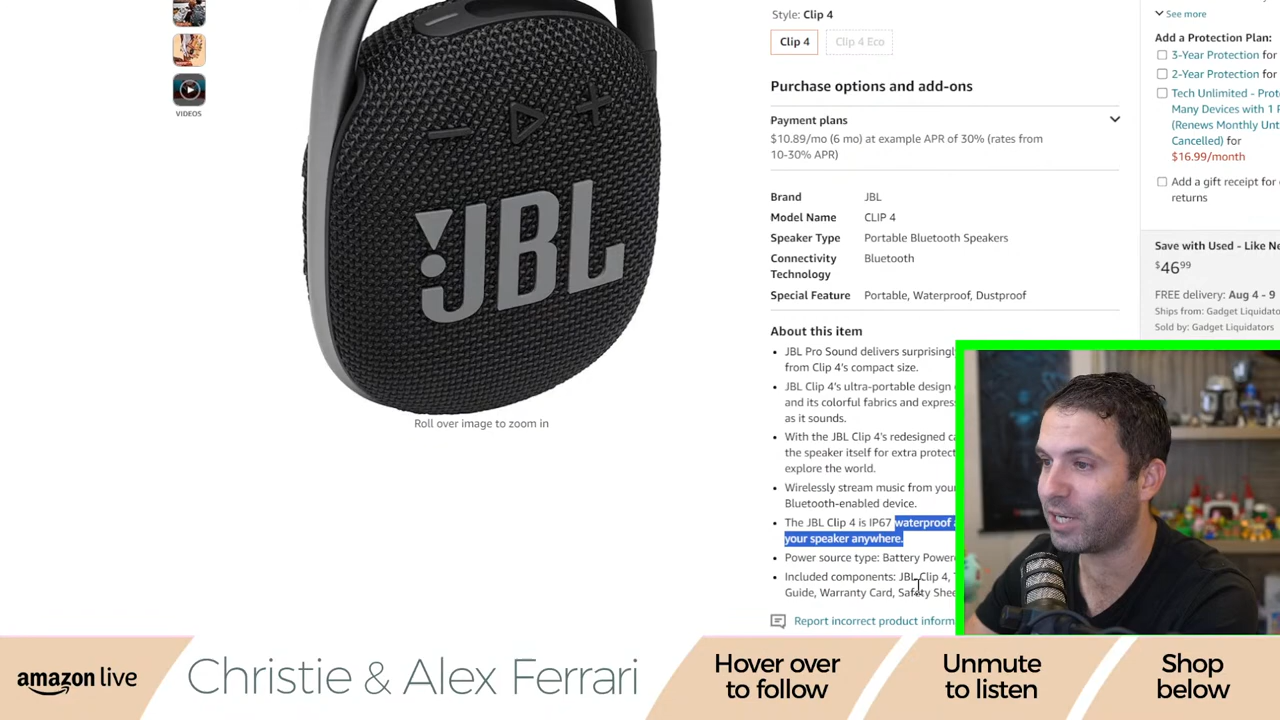 Style: Clip 4
Clip 4
Clip 4 Eco
Purchase options and add-ons
Payment plans
$10.89/mo (6 mo) at example APR of 30% (rates from
10-30% APR)
Brand JBL
Model Name CLIP 4
Speaker Type Portable Bluetooth Speakers
Connectivity Bluetooth
Technology
Special Feature Portable, Waterproof, Dustproof
About this item
JBL Pro Sound delivers surprisingly
from Clip 4's compact size.
JBL Clip 4's ultra-portable design
and its colorful fabrics and express
as it sounds.
With the JBL Clip 4's redesigned ca
the speaker itself for extra protect
explore the world.
Wirelessly stream music from your
Bluetooth-enabled device.
The JBL Clip 4 is IP67 waterproof a
your speaker anywhere.
Power source type: Battery Powere
Included components: JBL Clip 4,
Guide, Warranty Card, Safety Shee
Report incorrect product inform
See more
Add a Protection Plan:
3-Year Protection for
2-Year Protection for
Tech Unlimited - Prote
Many Devices with 1 P
(Renews Monthly Unt
Cancelled) for
$16.99/month
Add a gift receipt for e
returns
Save with Used - Like Ne
$46 99
FREE delivery: Aug 4 - 9
Ships from: Gadget Liquidato
Sold by: Gadget Liquidators
VIDEOS
JBL
Roll over image to zoom in
amazon live
Christie & Alex Ferrari
Hover over
to follow
Unmute
to listen
Shop
below